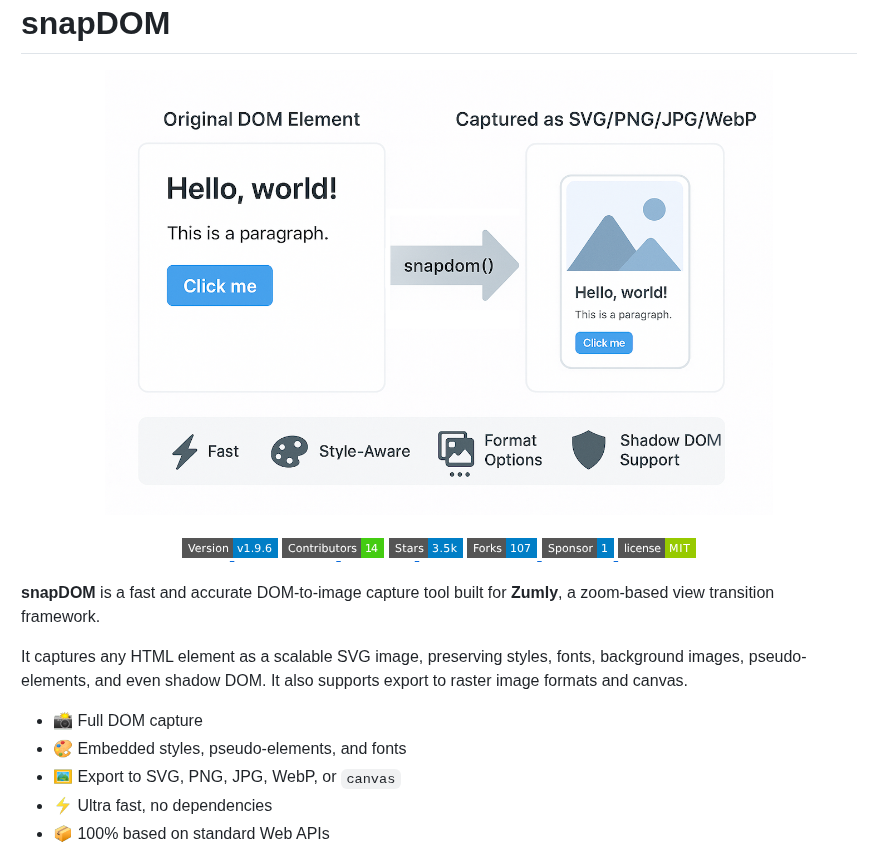 snapDOM
Original DOM Element
Captured as SVG/PNG/JPG/WebP
Hello, world!
This is a paragraph.
Click me
snapdom()
Hello, world!
This is a paragraph.
Click me
Fast
Style-Aware
Format
Options
Shadow DOM
Support
Version v1.9.6 Contributors 14 Stars 3.5k Forks 107 Sponsor 1 license MIT
snapDOM is a fast and accurate DOM-to-image capture tool built for Zumly, a zoom-based view transition
framework.
It captures any HTML element as a scalable SVG image, preserving styles, fonts, background images, pseudo-
elements, and even shadow DOM. It also supports export to raster image formats and canvas.
• 📸 Full DOM capture
• 🎨 Embedded styles, pseudo-elements, and fonts
• 🖼️ Export to SVG, PNG, JPG, WebP, or canvas
• ⚡ Ultra fast, no dependencies
• 📦 100% based on standard Web APIs